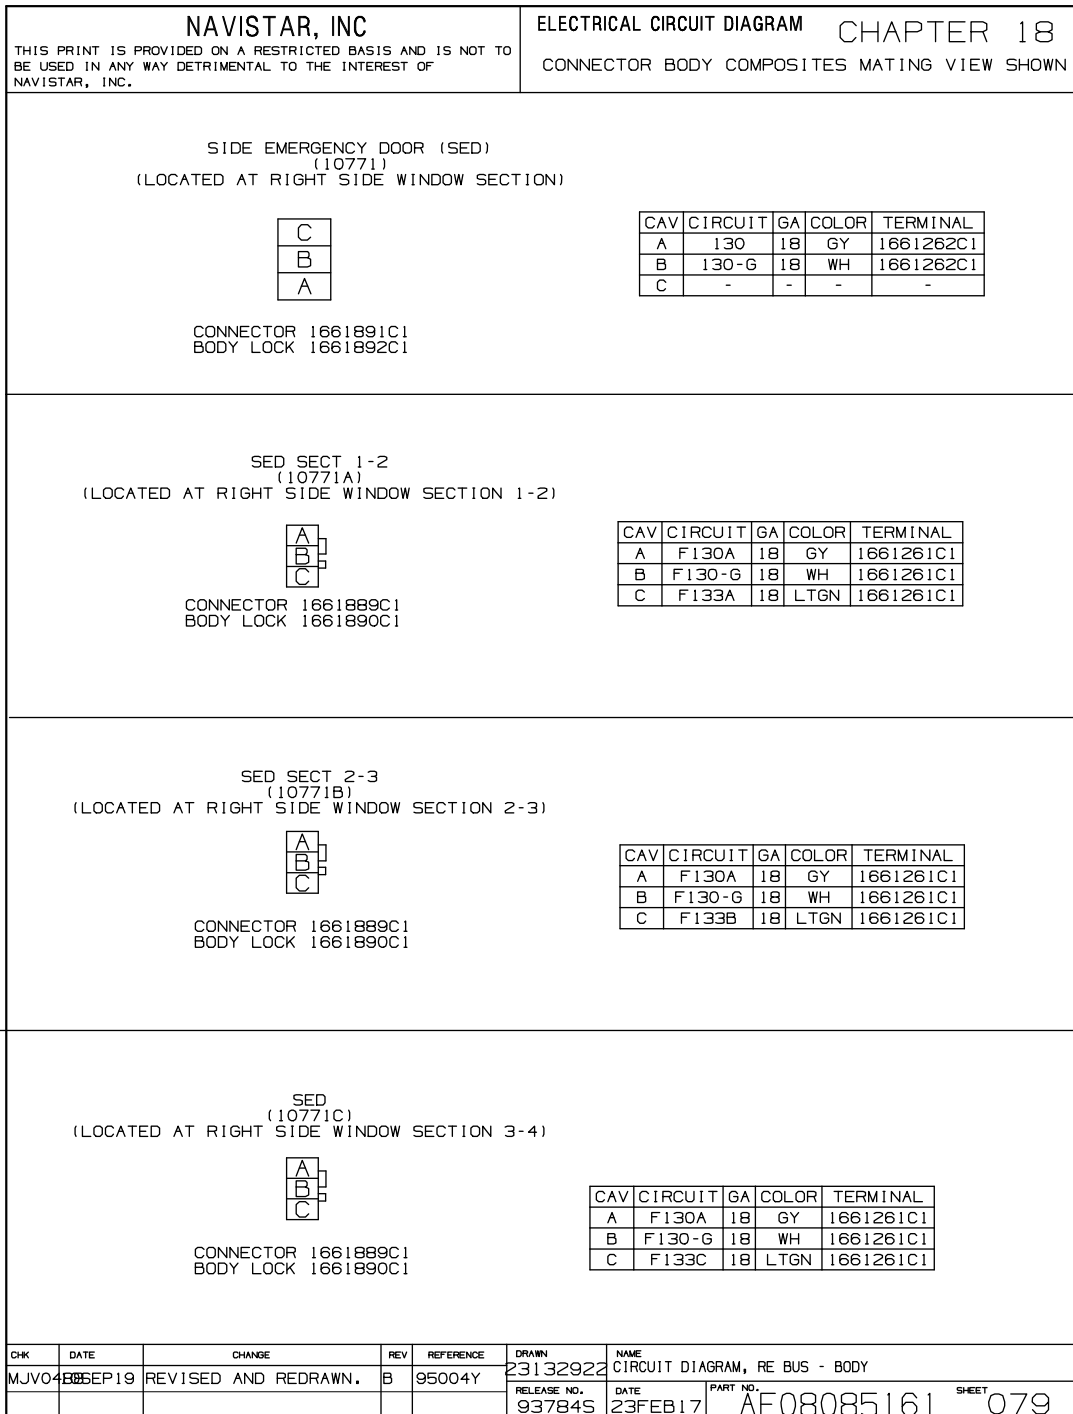 NAVISTAR, INC
THIS PRINT IS PROVIDED ON A RESTRICTED BASIS AND IS NOT TO
BE USED IN ANY WAY DETRIMENTAL TO THE INTEREST OF
NAVISTAR, INC.
ELECTRICAL CIRCUIT DIAGRAM CHAPTER 18
CONNECTOR BODY COMPOSITES MATING VIEW SHOWN
SIDE EMERGENCY DOOR (SED)
(10771)
(LOCATED AT RIGHT SIDE WINDOW SECTION)
C
B
A
CONNECTOR 1661891C1
BODY LOCK 1661892C1
CAV CIRCUIT GA COLOR TERMINAL
A 130 18 GY 1661262C1
B 130-G 18 WH 1661262C1
C - - - -
SED SECT 1-2
(10771A)
(LOCATED AT RIGHT SIDE WINDOW SECTION 1-2)
A
B
C
CONNECTOR 1661889C1
BODY LOCK 1661890C1
CAV CIRCUIT GA COLOR TERMINAL
A F130A 18 GY 1661261C1
B F130-G 18 WH 1661261C1
C F133A 18 LTGN 1661261C1
SED SECT 2-3
(10771B)
(LOCATED AT RIGHT SIDE WINDOW SECTION 2-3)
A
B
C
CONNECTOR 1661889C1
BODY LOCK 1661890C1
CAV CIRCUIT GA COLOR TERMINAL
A F130A 18 GY 1661261C1
B F130-G 18 WH 1661261C1
C F133B 18 LTGN 1661261C1
SED
(10771C)
(LOCATED AT RIGHT SIDE WINDOW SECTION 3-4)
A
B
C
CONNECTOR 1661889C1
BODY LOCK 1661890C1
CAV CIRCUIT GA COLOR TERMINAL
A F130A 18 GY 1661261C1
B F130-G 18 WH 1661261C1
C F133C 18 LTGN 1661261C1
CHK DATE CHANGE REV REFERENCE
REVISED AND REDRAWN. B 95004Y
DRAWN
23132922
NAME
CIRCUIT DIAGRAM, RE BUS - BODY
RELEASE NO.
93784S
DATE
23FEB17
PART NO.
AE08085161
SHEET
079